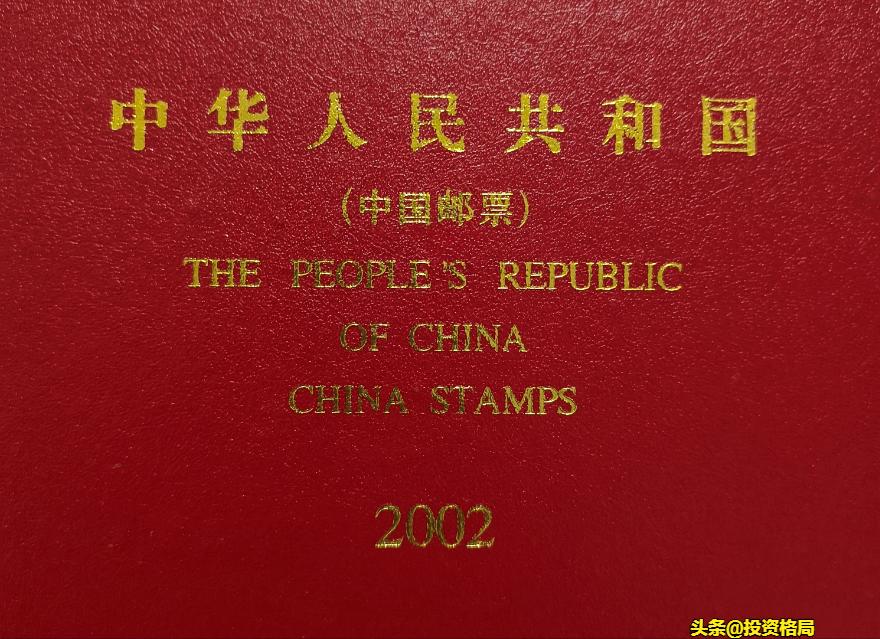 中华人民共和国
(中国邮票)
THE PEOPLE'S REPUBLIC
OF CHINA
CHINA STAMPS
2002
头条@投资格局